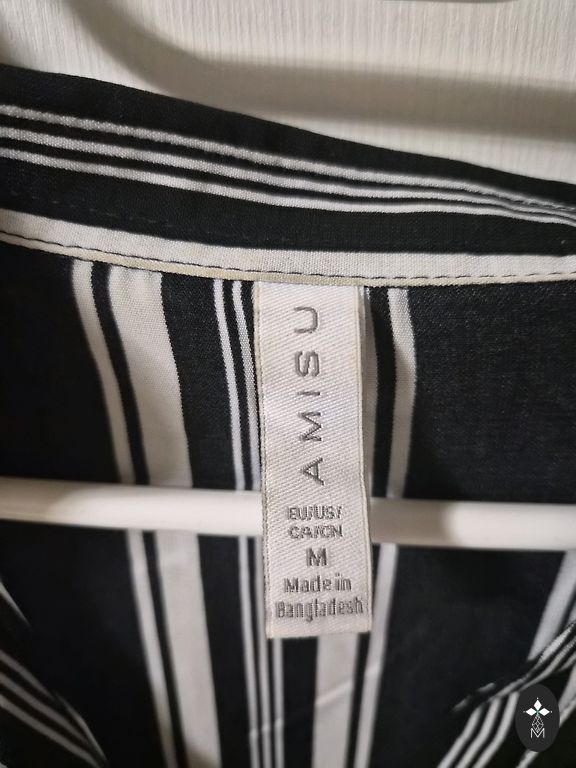 AMISU
EU/US/
CA/CN
M
Made in
Bangladesh
M